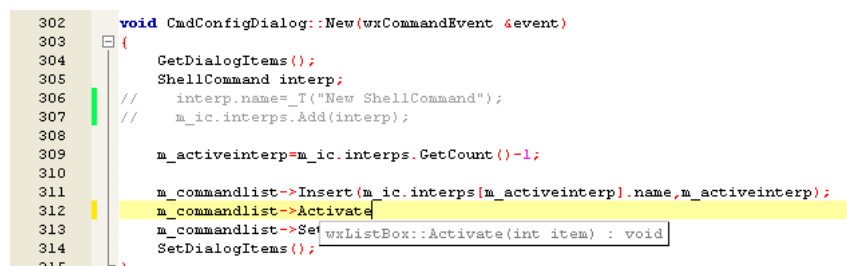 302 void CmdConfigDialog::New(wxCommandEvent &event)
303 {
304 GetDialogItems();
305 ShellCommand interp;
306 // interp.name=_T("New ShellCommand");
307 // m_ic.interps.Add(interp);
308
309 m_activeinterp=m_ic.interps.GetCount()-1;
310
311 m_commandlist->Insert(m_ic.interps[m_activeinterp].name,m_activeinterp);
312 m_commandlist->Activate
313 m_commandlist->Set
wxListBox::Activate(int item) : void
314 SetDialogItems();
315 }